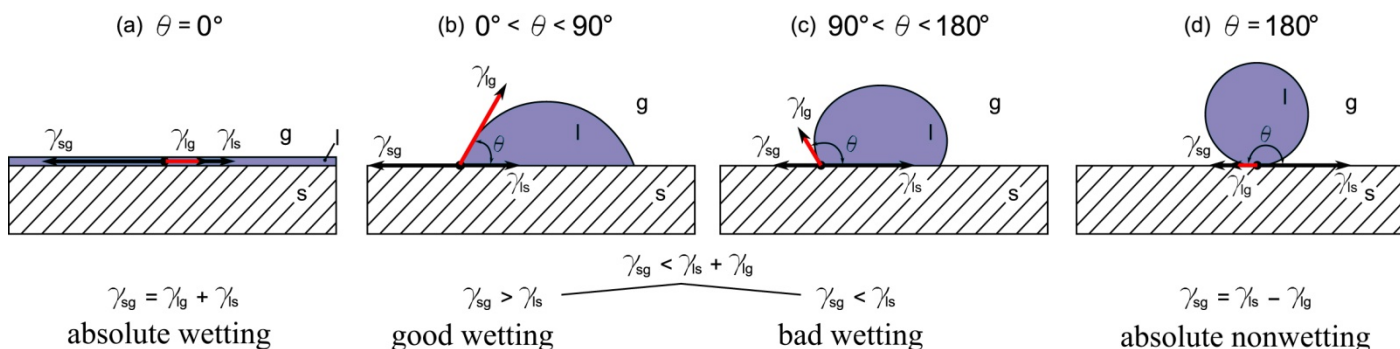 (a) θ = 0°
(b) 0° < θ < 90°
(c) 90° < θ < 180°
(d) θ = 180°
γsg γlg γls g l
s
γlg g
l
γsg θ
γls
s
γlg g
l
γsg θ
γls
s
l g
γsg θ
γlg γls
s
γsg < γls + γlg
γsg = γlg + γls
γsg > γls
γsg < γls
γsg = γls − γlg
absolute wetting
good wetting
bad wetting
absolute nonwetting